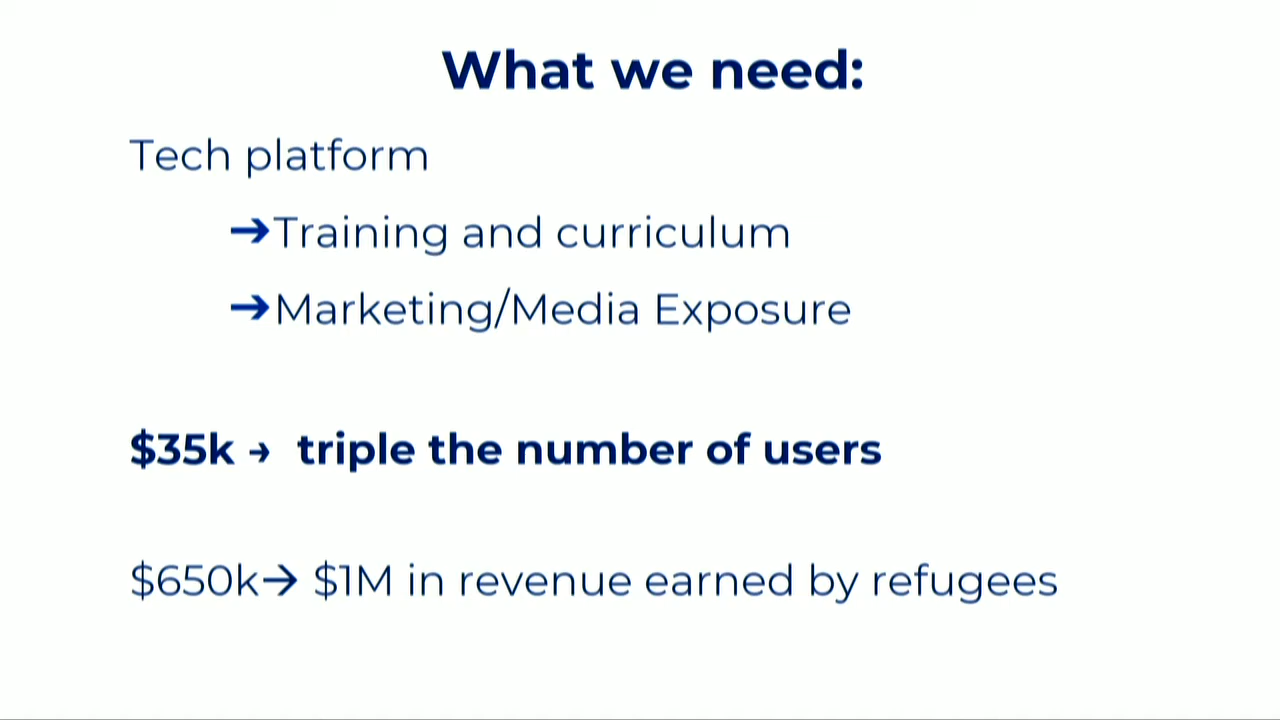 What we need:
Tech platform
➔Training and curriculum
➔Marketing/Media Exposure
$35k → triple the number of users
$650k→ $1M in revenue earned by refugees